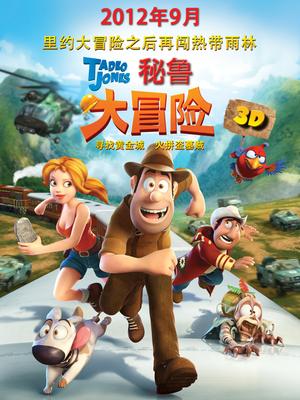 2012年9月
里约大冒险之后再闯热带雨林
TADEO JONES
秘鲁
大冒险
3D
寻找黄金城 火拼盗墓贼